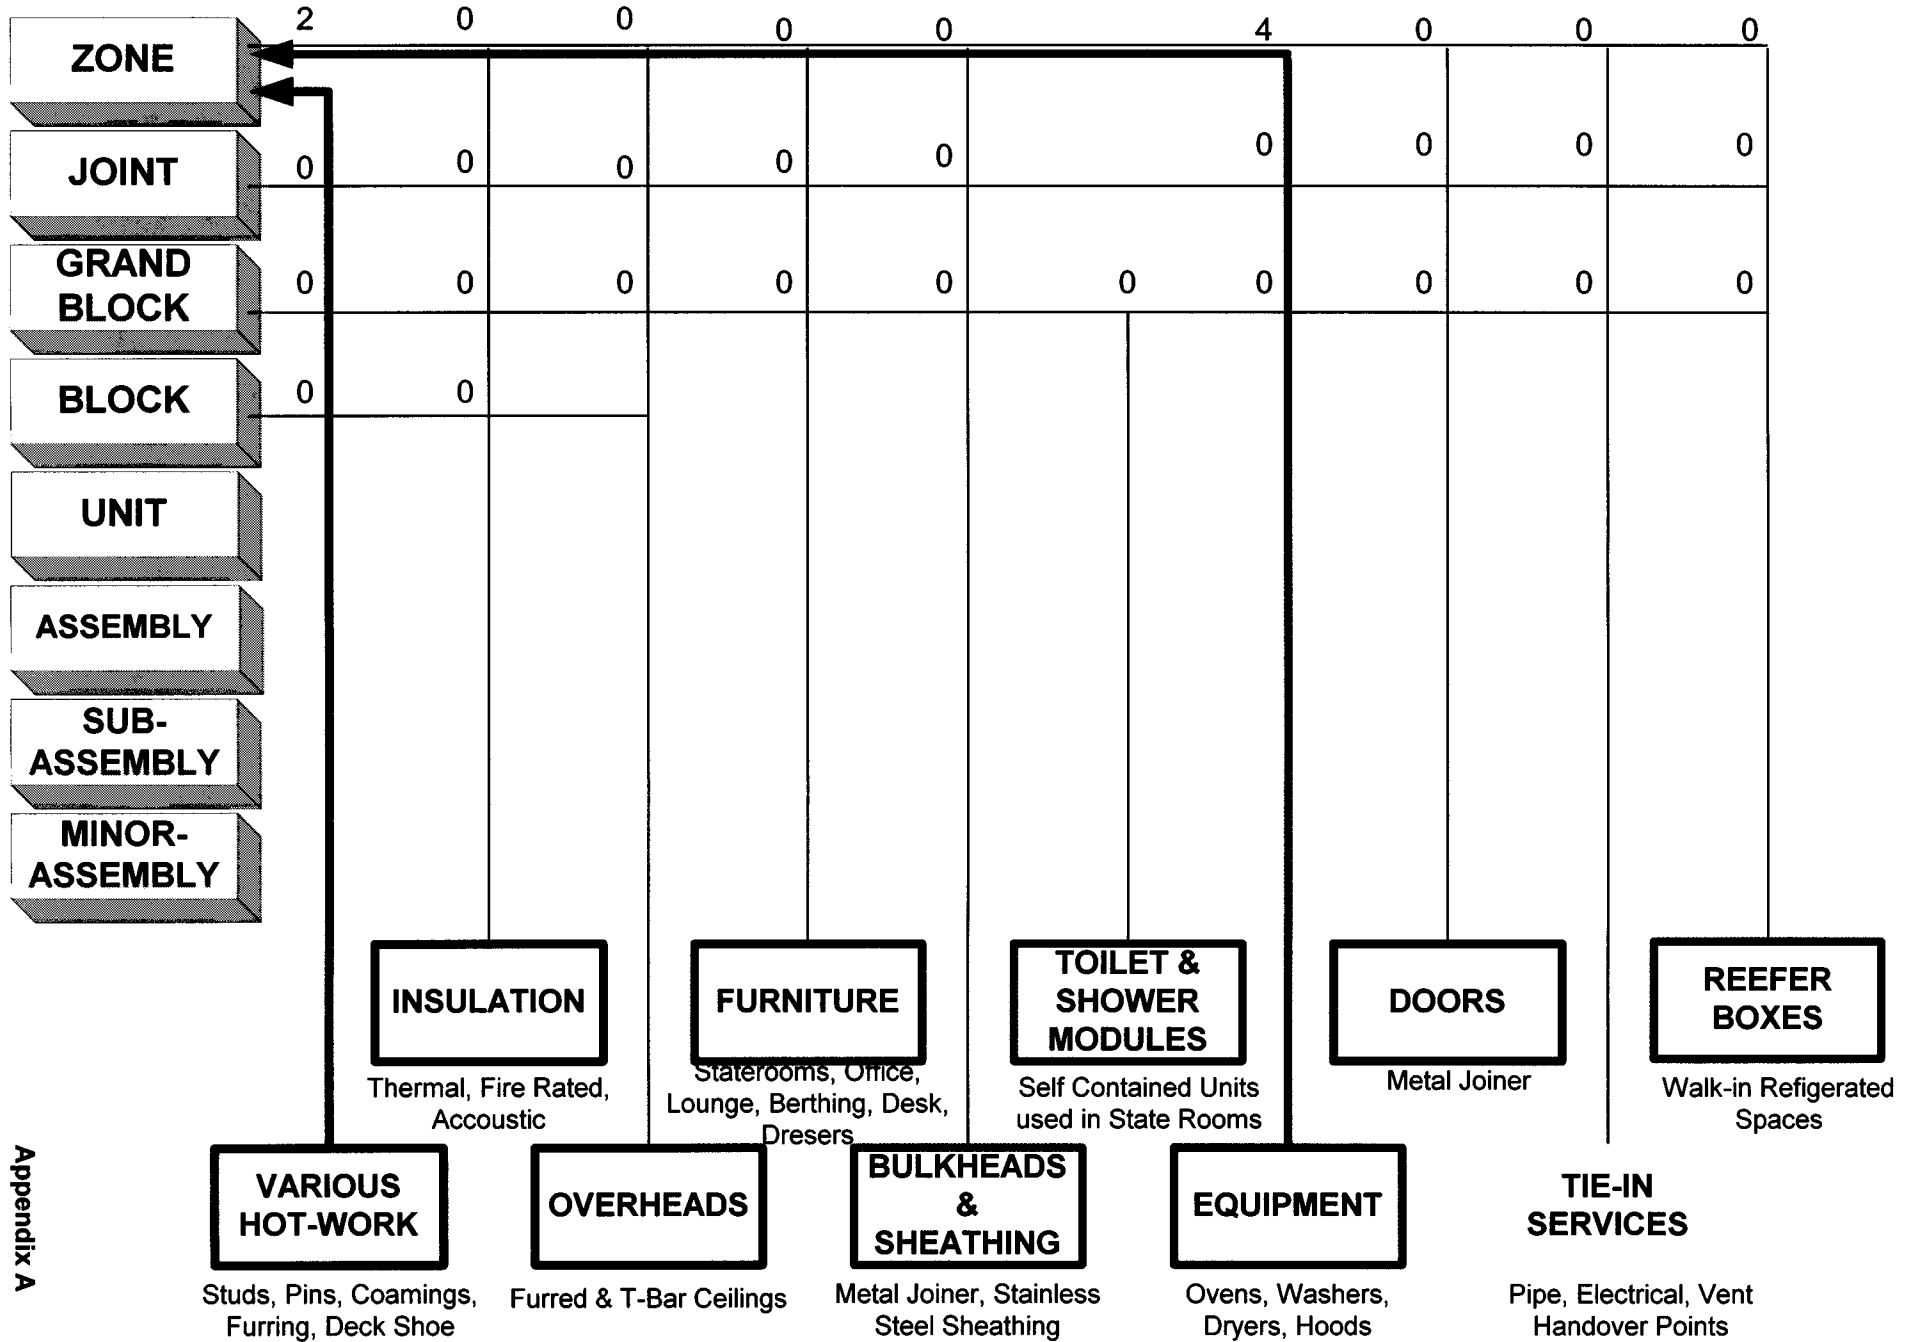 2 0 0 0 0 4 0 0 0
ZONE
0 0 0 0 0 0 0 0 0
JOINT
0 0 0 0 0 0 0 0 0 0
GRAND
BLOCK
0 0
BLOCK
UNIT
ASSEMBLY
SUB-
ASSEMBLY
MINOR-
ASSEMBLY
INSULATION
Thermal, Fire Rated,
Accoustic
FURNITURE
Staterooms, Office,
Lounge, Berthing, Desk,
Dresers
TOILET &
SHOWER
MODULES
Self Contained Units
used in State Rooms
DOORS
Metal Joiner
REEFER
BOXES
Walk-in Refigerated
Spaces
VARIOUS
HOT-WORK
Studs, Pins, Coamings,
Furring, Deck Shoe
OVERHEADS
Furred & T-Bar Ceilings
BULKHEADS
&
SHEATHING
Metal Joiner, Stainless
Steel Sheathing
EQUIPMENT
Ovens, Washers,
Dryers, Hoods
TIE-IN
SERVICES
Pipe, Electrical, Vent
Handover Points
Appendix A